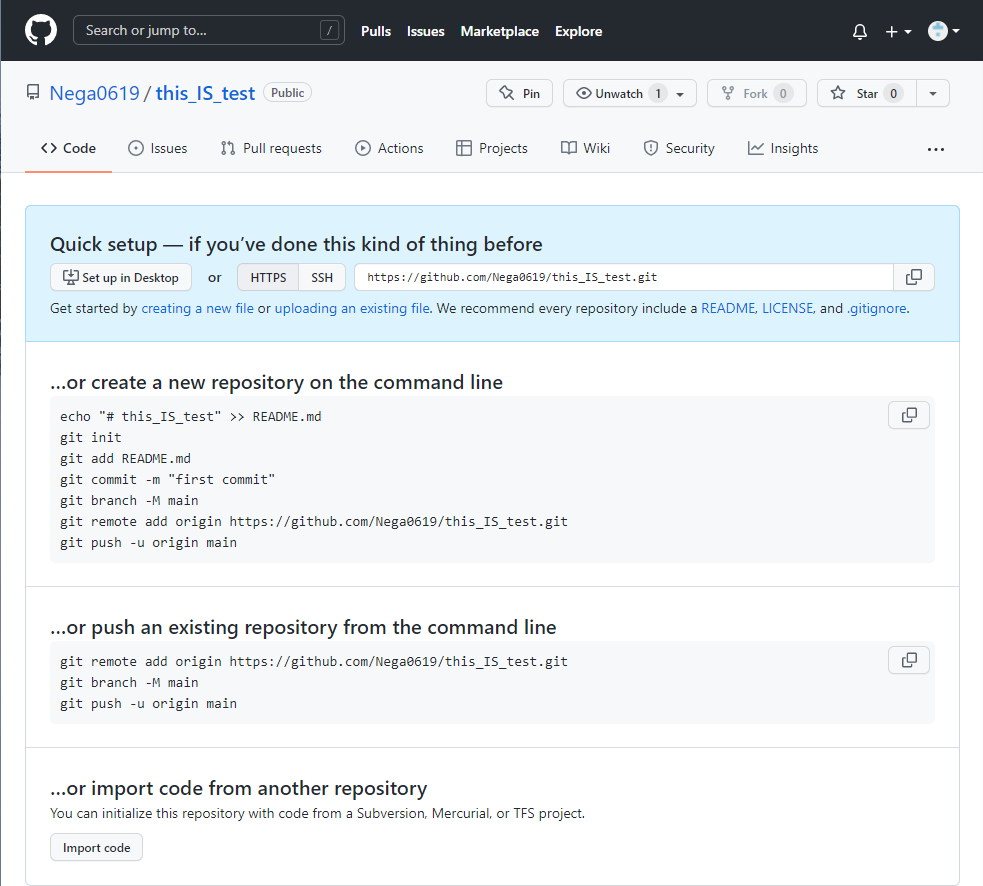 Search or jump to... /
Pulls Issues Marketplace Explore
Nega0619 / this_IS_test Public
Pin Unwatch 1 Fork 0 Star 0
Code Issues Pull requests Actions Projects Wiki Security Insights ...
Quick setup — if you’ve done this kind of thing before
Set up in Desktop or HTTPS SSH https://github.com/Nega0619/this_IS_test.git
Get started by creating a new file or uploading an existing file. We recommend every repository include a README, LICENSE, and .gitignore.
…or create a new repository on the command line
echo "# this_IS_test" >> README.md
git init
git add README.md
git commit -m "first commit"
git branch -M main
git remote add origin https://github.com/Nega0619/this_IS_test.git
git push -u origin main
…or push an existing repository from the command line
git remote add origin https://github.com/Nega0619/this_IS_test.git
git branch -M main
git push -u origin main
…or import code from another repository
You can initialize this repository with code from a Subversion, Mercurial, or TFS project.
Import code